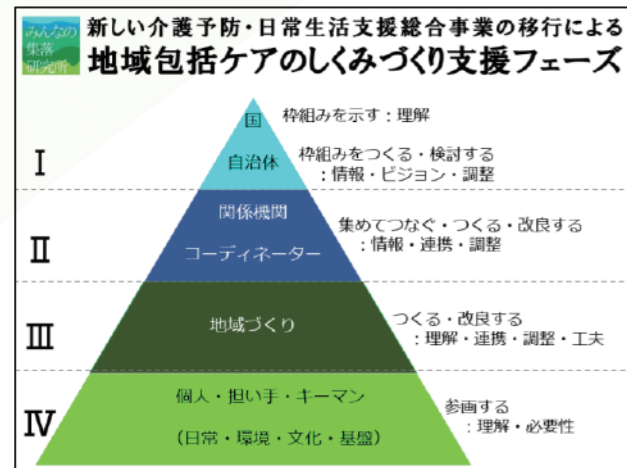 みんなの
集落
研究所
新しい介護予防・日常生活支援総合事業の移行による
地域包括ケアのしくみづくり支援フェーズ
Ⅰ
国
枠組みを示す：理解
自治体
枠組みをつくる・検討する
：情報・ビジョン・調整
Ⅱ
関係機関
コーディネーター
集めてつなぐ・つくる・改良する
：情報・連携・調整
Ⅲ
地域づくり
つくる・改良する
：理解・連携・調整・工夫
Ⅳ
個人・担い手・キーマン
（日常・環境・文化・基盤）
参画する
：理解・必要性